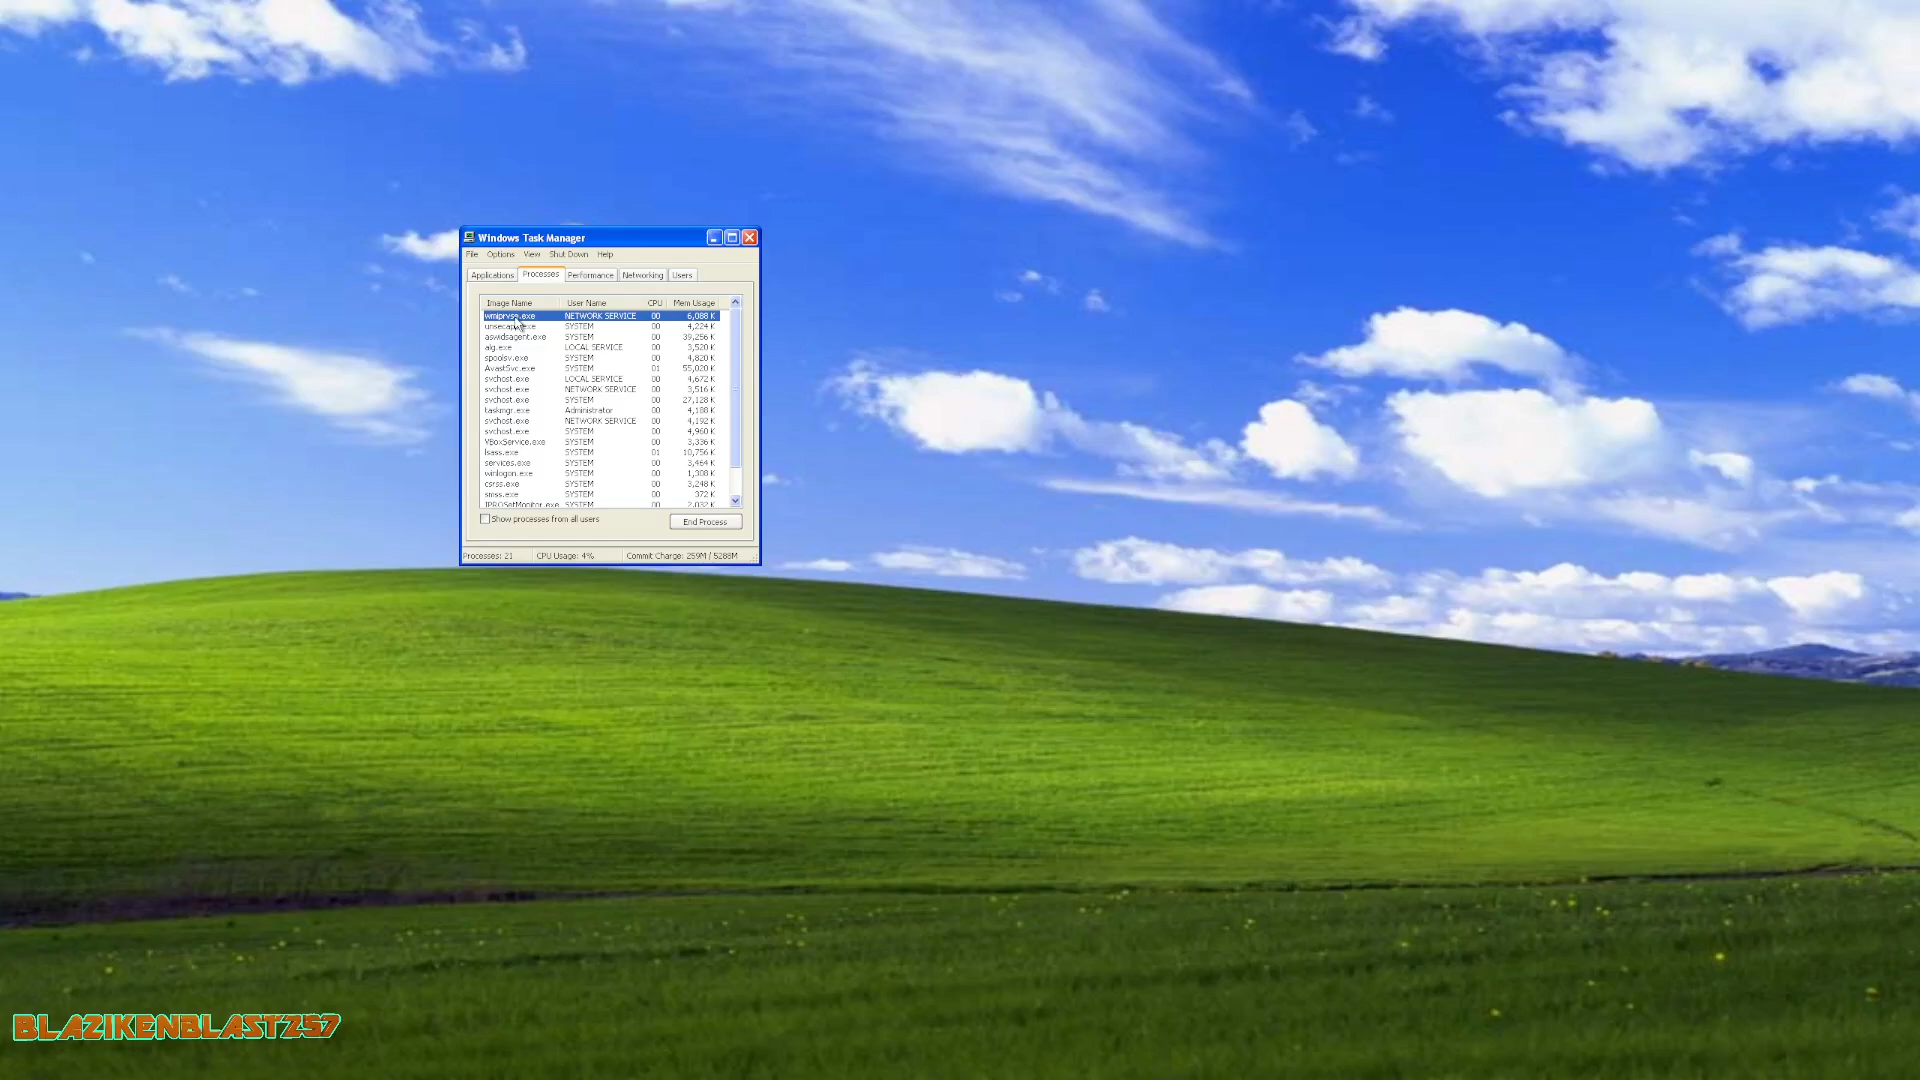 Windows Task Manager
File Options View Shut Down Help
Applications Processes Performance Networking Users
Image Name User Name CPU Mem Usage
wmiprvse.exe NETWORK SERVICE 00 6,088 K
unsecapp.exe SYSTEM 00 4,224 K
aswidsagent.exe SYSTEM 00 39,256 K
alg.exe LOCAL SERVICE 00 3,520 K
spoolsv.exe SYSTEM 00 4,820 K
AvastSvc.exe SYSTEM 01 55,020 K
svchost.exe LOCAL SERVICE 00 4,672 K
svchost.exe NETWORK SERVICE 00 3,516 K
svchost.exe SYSTEM 00 27,128 K
taskmgr.exe Administrator 00 4,188 K
svchost.exe NETWORK SERVICE 00 4,192 K
svchost.exe SYSTEM 00 4,960 K
VBoxService.exe SYSTEM 00 3,336 K
lsass.exe SYSTEM 01 10,756 K
services.exe SYSTEM 00 3,464 K
winlogon.exe SYSTEM 00 1,308 K
csrss.exe SYSTEM 00 3,248 K
smss.exe SYSTEM 00 372 K
IPROSetMonitor.exe SYSTEM 00 2,032 K
Show processes from all users
End Process
Processes: 21 CPU Usage: 4% Commit Charge: 259M / 5288M
BLAZIKENBLAST257